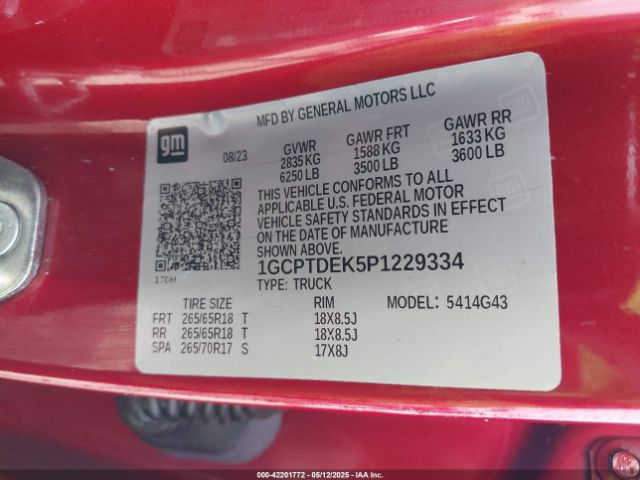 MFD BY GENERAL MOTORS LLC
gm
08/23
GVWR GAWR FRT GAWR RR
2835 KG 1588 KG 1633 KG
6250 LB 3500 LB 3600 LB
THIS VEHICLE CONFORMS TO ALL
APPLICABLE U.S. FEDERAL MOTOR
VEHICLE SAFETY STANDARDS IN EFFECT
ON THE DATE OF MANUFACTURE
SHOWN ABOVE.
170H
1GCPTDEK5P1229334
TYPE: TRUCK
TIRE SIZE RIM MODEL: 5414G43
FRT 265/65R18 T 18X8.5J
RR 265/65R18 T 18X8.5J
SPA 265/70R17 S 17X8J
000-42201772 - 05/12/2025 - IAAI.COM